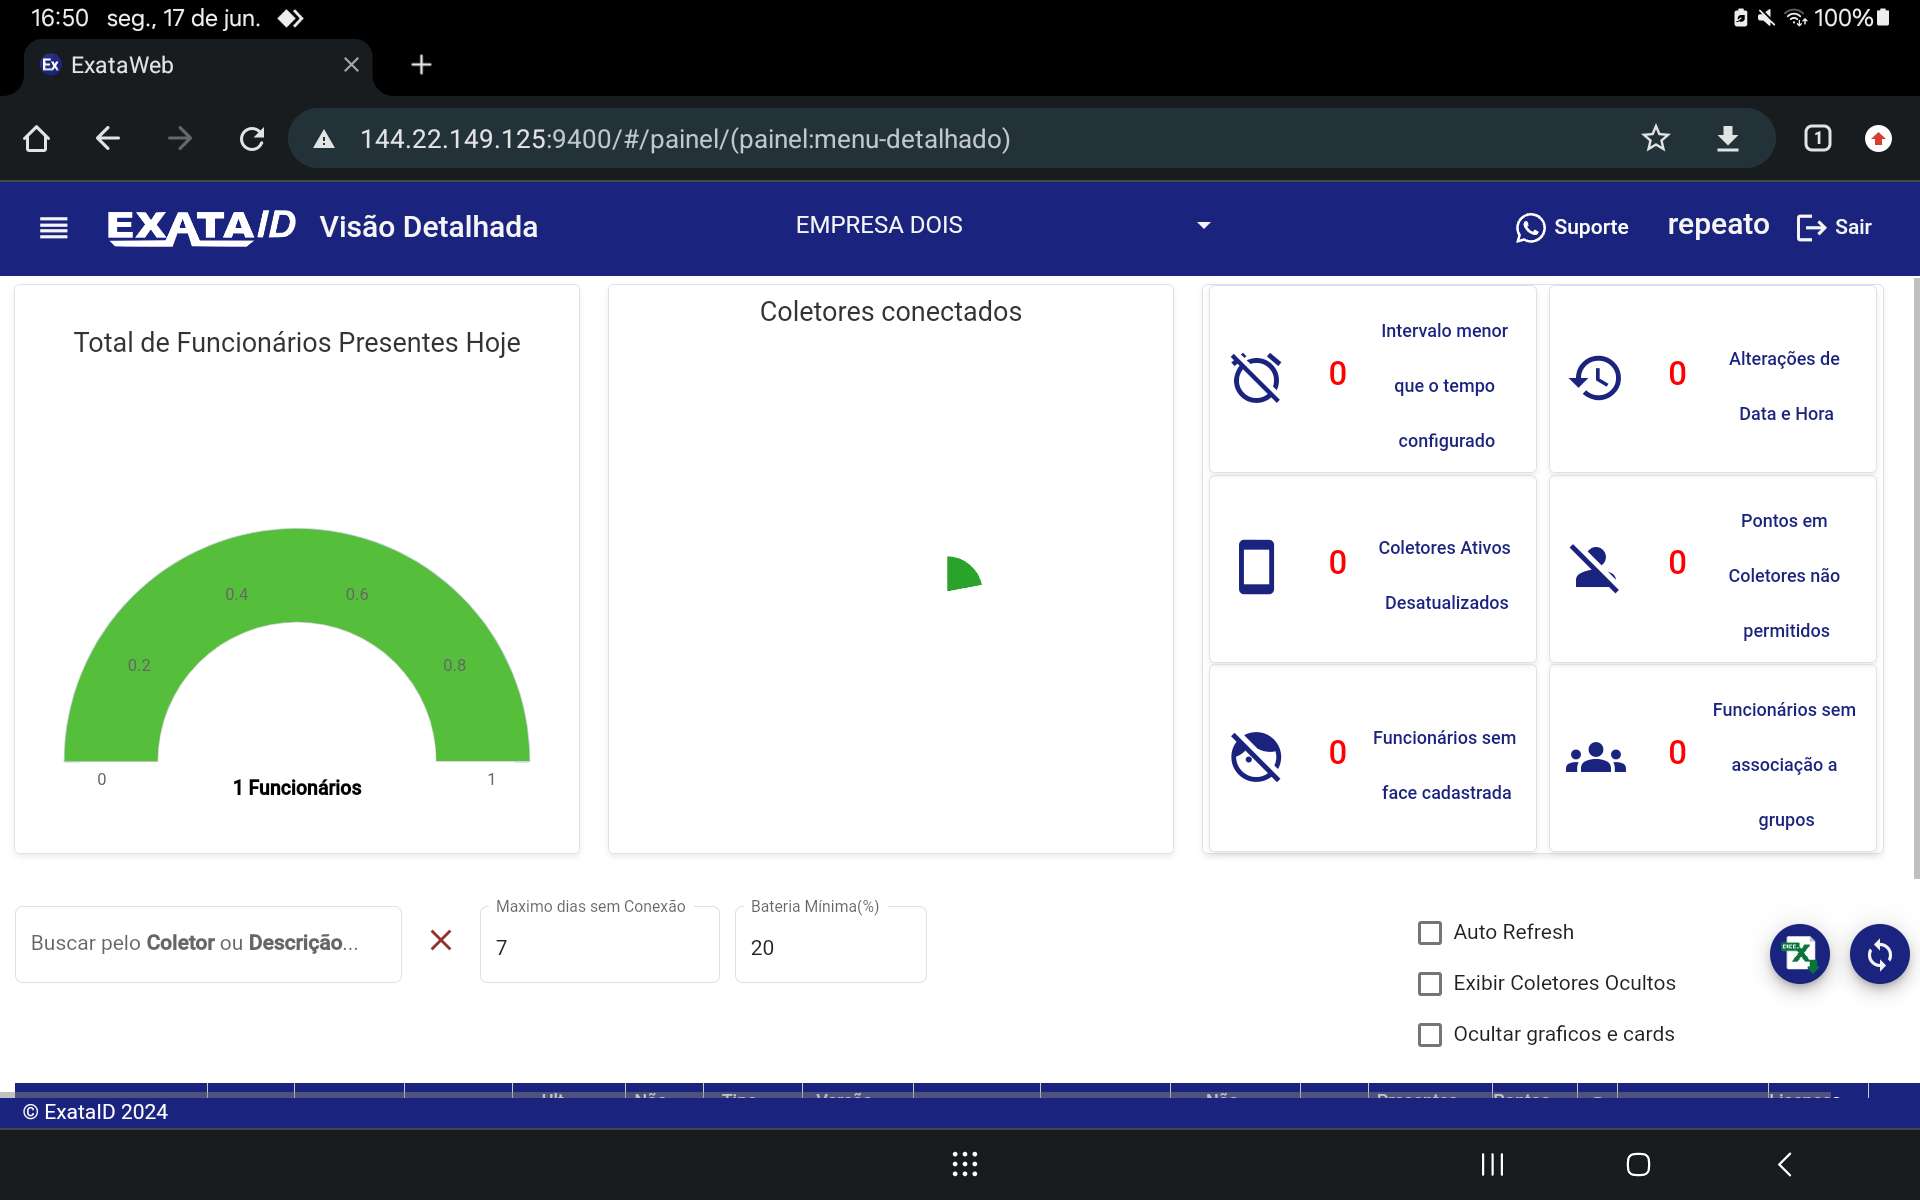 16:50 seg., 17 de jun.
100%
Ex ExataWeb
144.22.149.125:9400/#/painel/(painel:menu-detalhado)
1
EXATAID Visão Detalhada
EMPRESA DOIS
Suporte
repeato
Sair
Total de Funcionários Presentes Hoje
0.4 0.6
0.2 0.8
0 1
1 Funcionários
Coletores conectados
0
Intervalo menor
que o tempo
configurado
0
Alterações de
Data e Hora
0
Coletores Ativos
Desatualizados
0
Pontos em
Coletores não
permitidos
0
Funcionários sem
face cadastrada
0
Funcionários sem
associação a
grupos
Buscar pelo Coletor ou Descrição...
Maximo dias sem Conexão
7
Bateria Mínima(%)
20
Auto Refresh
Exibir Coletores Ocultos
Ocultar graficos e cards
© ExataID 2024